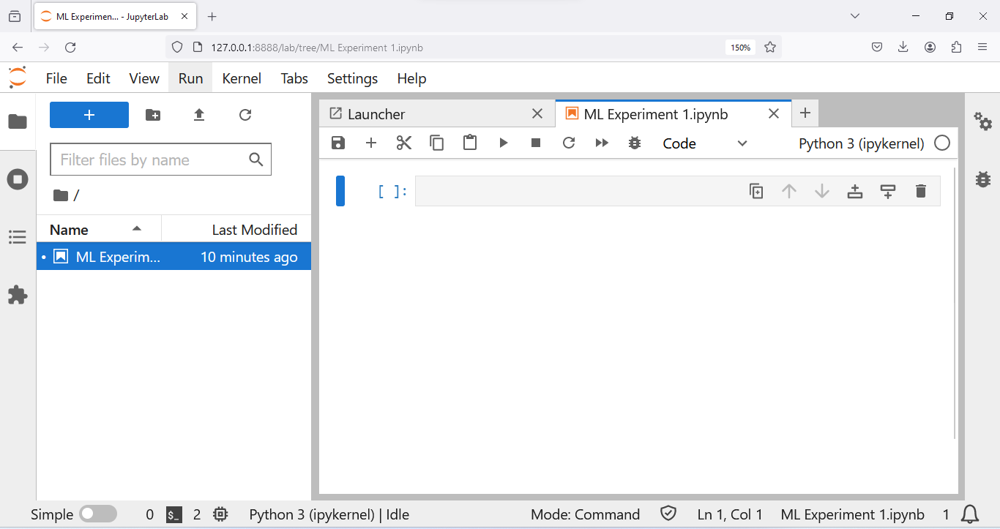 ML Experimen... - JupyterLab
127.0.0.1:8888/lab/tree/ML Experiment 1.ipynb
150%
File Edit View Run Kernel Tabs Settings Help
Launcher
ML Experiment 1.ipynb
Code
Python 3 (ipykernel)
Filter files by name
/
Name
Last Modified
ML Experim...
10 minutes ago
[ ]:
Simple
0
$_
2
Python 3 (ipykernel) | Idle
Mode: Command
Ln 1, Col 1
ML Experiment 1.ipynb
1